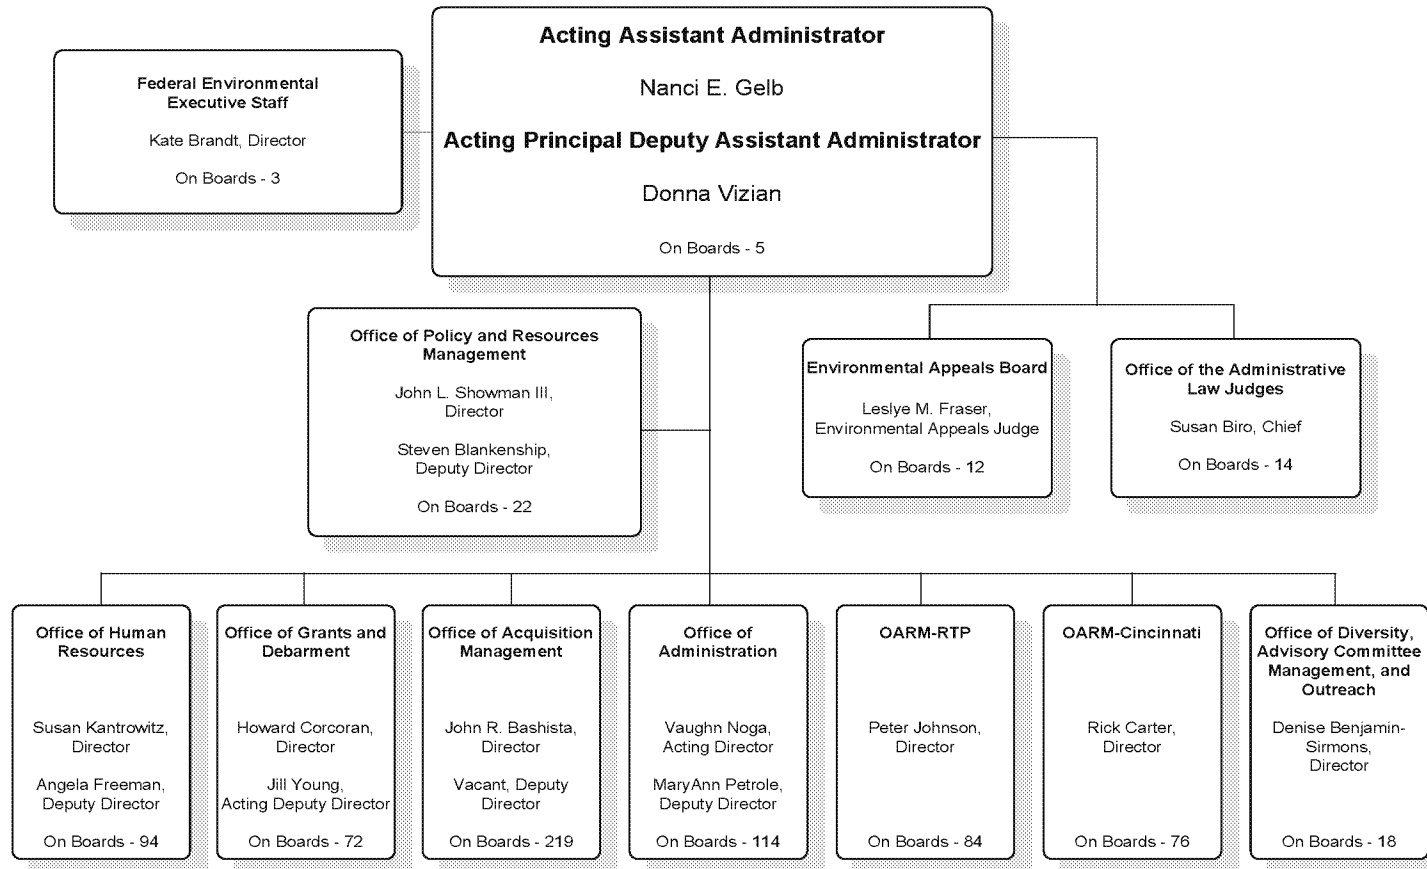 Acting Assistant Administrator
Nanci E. Gelb
Acting Principal Deputy Assistant Administrator
Donna Vizian
On Boards - 5
Federal Environmental
Executive Staff
Kate Brandt, Director
On Boards - 3
Office of Policy and Resources
Management
John L. Showman III,
Director
Steven Blankenship,
Deputy Director
On Boards - 22
Environmental Appeals Board
Leslye M. Fraser,
Environmental Appeals Judge
On Boards - 12
Office of the Administrative
Law Judges
Susan Biro, Chief
On Boards - 14
Office of Human
Resources
Susan Kantrowitz,
Director
Angela Freeman,
Deputy Director
On Boards - 94
Office of Grants and
Debarment
Howard Corcoran,
Director
Jill Young,
Acting Deputy Director
On Boards - 72
Office of Acquisition
Management
John R. Bashista,
Director
Vacant, Deputy
Director
On Boards - 219
Office of
Administration
Vaughn Noga,
Acting Director
MaryAnn Petrole,
Deputy Director
On Boards - 114
OARM-RTP
Peter Johnson,
Director
On Boards - 84
OARM-Cincinnati
Rick Carter,
Director
On Boards - 76
Office of Diversity,
Advisory Committee
Management, and
Outreach
Denise Benjamin-
Sirmons,
Director
On Boards - 18